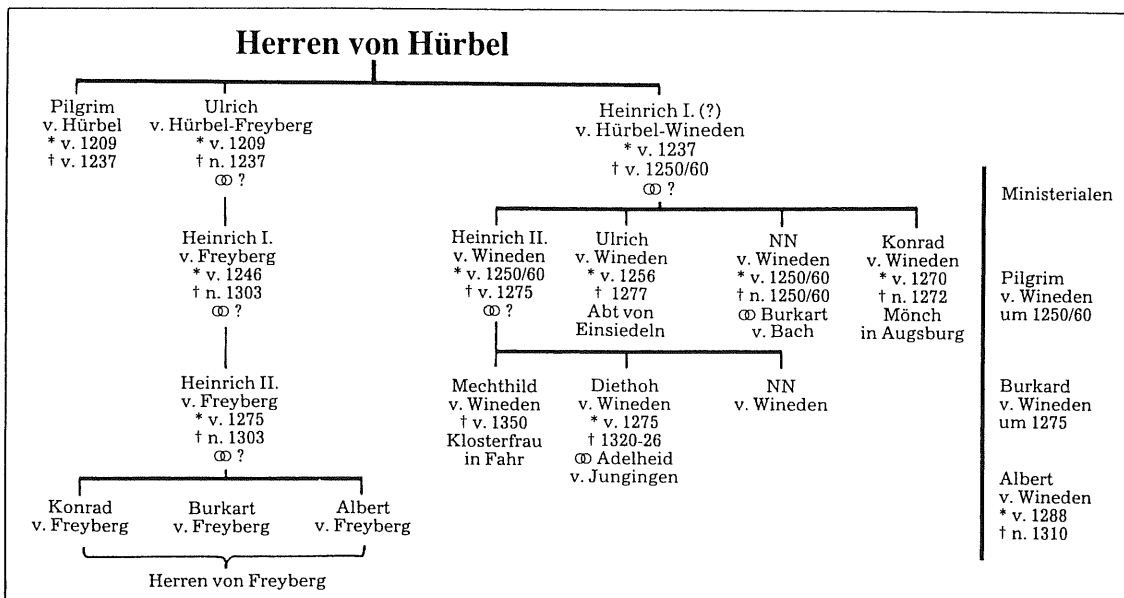 Herren von Hürbel
Pilgrim
v. Hürbel
* v. 1209
† v. 1237
Ulrich
v. Hürbel-Freyberg
* v. 1209
† n. 1237
⚭ ?
Heinrich I. (?)
v. Hürbel-Wineden
* v. 1237
† v. 1250/60
⚭ ?
Heinrich I.
v. Freyberg
* v. 1246
† n. 1303
⚭ ?
Heinrich II.
v. Wineden
* v. 1250/60
† v. 1275
⚭ ?
Ulrich
v. Wineden
* v. 1256
† 1277
Abt von
Einsiedeln
NN
v. Wineden
* v. 1250/60
† n. 1250/60
⚭ Burkart
v. Bach
Konrad
v. Wineden
* v. 1270
† n. 1272
Mönch
in Augsburg
Heinrich II.
v. Freyberg
* v. 1275
† n. 1303
⚭ ?
Mechthild
v. Wineden
† v. 1350
Klosterfrau
in Fahr
Diethoh
v. Wineden
* v. 1275
† 1320-26
⚭ Adelheid
v. Jungingen
NN
v. Wineden
Konrad
v. Freyberg
Burkart
v. Freyberg
Albert
v. Freyberg
Herren von Freyberg
Ministerialen
Pilgrim
v. Wineden
um 1250/60
Burkard
v. Wineden
um 1275
Albert
v. Wineden
* v. 1288
† n. 1310